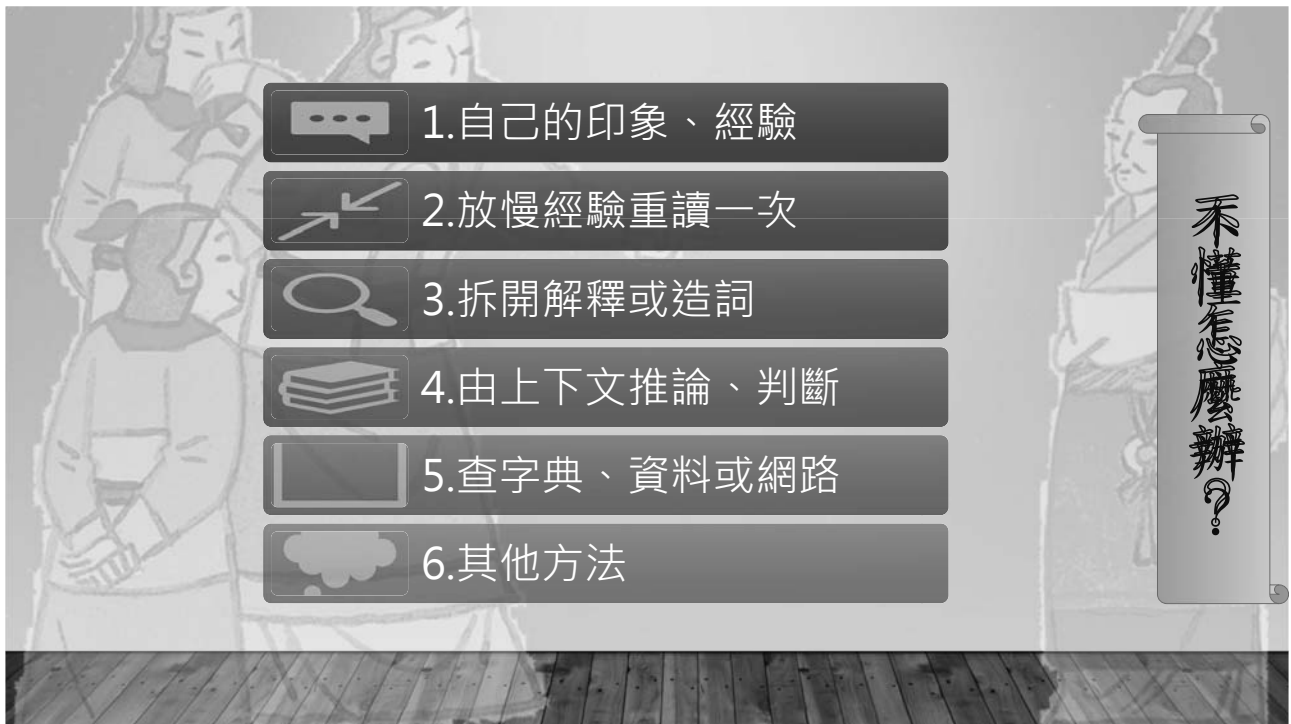 不懂怎麼辦？
1.自己的印象、經驗
2.放慢經驗重讀一次
3.拆開解釋或造詞
4.由上下文推論、判斷
5.查字典、資料或網路
6.其他方法